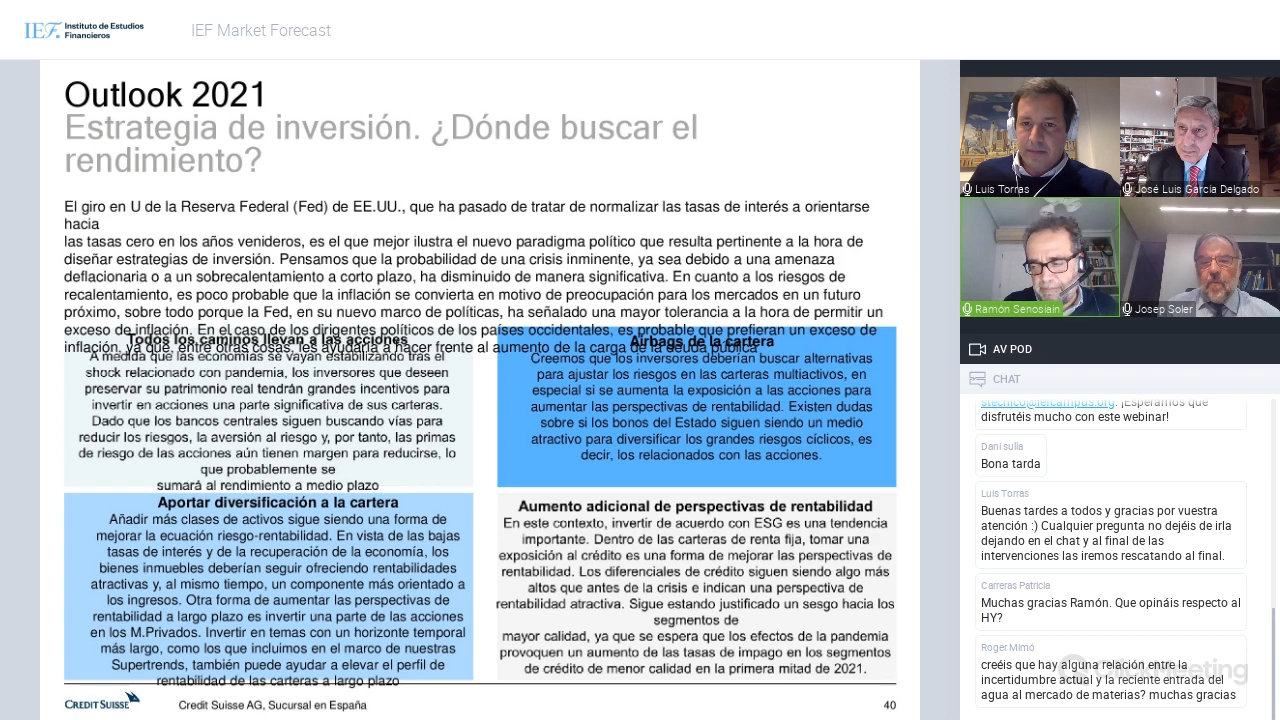 IEF. Instituto de Estudios
Financieros
IEF Market Forecast
Outlook 2021
Estrategia de inversión. ¿Dónde buscar el
rendimiento?
El giro en U de la Reserva Federal (Fed) de EE.UU., que ha pasado de tratar de normalizar las tasas de interés a orientarse
hacia
las tasas cero en los años venideros, es el que mejor ilustra el nuevo paradigma político que resulta pertinente a la hora de
diseñar estrategias de inversión. Pensamos que la probabilidad de una crisis inminente, ya sea debido a una amenaza
deflacionaria o a un sobrecalentamiento a corto plazo, ha disminuido de manera significativa. En cuanto a los riesgos de
recalentamiento, es poco probable que la inflación se convierta en motivo de preocupación para los mercados en un futuro
próximo, sobre todo porque la Fed, en su nuevo marco de políticas, ha señalado una mayor tolerancia a la hora de permitir un
exceso de inflación. En el caso de los dirigentes políticos de los países occidentales, es probable que prefieran un exceso de
inflación, ya que, entre otras cosas, les ayudaría a hacer frente al aumento de la carga de la deuda pública
Todos los caminos llevan a las acciones
A medida que las economías se vayan estabilizando tras el
shock relacionado con pandemia, los inversores que deseen
preservar su patrimonio real tendrán grandes incentivos para
invertir en acciones una parte significativa de sus carteras.
Dado que los bancos centrales siguen buscando vías para
reducir los riesgos, la aversión al riesgo y, por tanto, las primas
de riesgo de las acciones aún tienen margen para reducirse, lo
que probablemente se
sumará al rendimiento a medio plazo
Airbags de la cartera
Creemos que los inversores deberían buscar alternativas
para ajustar los riesgos en las carteras multiactivos, en
especial si se aumenta la exposición a las acciones para
aumentar las perspectivas de rentabilidad. Existen dudas
sobre si los bonos del Estado siguen siendo un medio
atractivo para diversificar los grandes riesgos cíclicos, es
decir, los relacionados con las acciones.
Aportar diversificación a la cartera
Añadir más clases de activos sigue siendo una forma de
mejorar la ecuación riesgo-rentabilidad. En vista de las bajas
tasas de interés y de la recuperación de la economía, los
bienes inmuebles deberían seguir ofreciendo rentabilidades
atractivas y, al mismo tiempo, un componente más orientado a
los ingresos. Otra forma de aumentar las perspectivas de
rentabilidad a largo plazo es invertir una parte de las acciones
en los M.Privados. Invertir en temas con un horizonte temporal
más largo, como los que incluimos en el marco de nuestras
Supertrends, también puede ayudar a elevar el perfil de
rentabilidad de las carteras a largo plazo
Aumento adicional de perspectivas de rentabilidad
En este contexto, invertir de acuerdo con ESG es una tendencia
importante. Dentro de las carteras de renta fija, tomar una
exposición al crédito es una forma de mejorar las perspectivas de
rentabilidad. Los diferenciales de crédito siguen siendo algo más
altos que antes de la crisis e indican una perspectiva de
rentabilidad atractiva. Sigue estando justificado un sesgo hacia los
segmentos de
mayor calidad, ya que se espera que los efectos de la pandemia
provoquen un aumento de las tasas de impago en los segmentos
de crédito de menor calidad en la primera mitad de 2021.
CREDIT SUISSE
Credit Suisse AG, Sucursal en España
40
Luis Torras
José Luis García Delgado
Ramón Senosiain
Josep Soler
AV POD
CHAT
stecnico@iefcampus.org. ¡Esperamos que
disfrutéis mucho con este webinar!
Dani sulla
Bona tarda
Luis Torras
Buenas tardes a todos y gracias por vuestra
atención :) Cualquier pregunta no dejéis de irla
dejando en el chat y al final de las
intervenciones las iremos rescatando al final.
Carreras Patricia
Muchas gracias Ramón. Que opináis respecto al
HY?
Roger Mimó
creéis que hay alguna relación entre la
incertidumbre actual y la reciente entrada del
agua al mercado de materias? muchas gracias
ClickMeeting